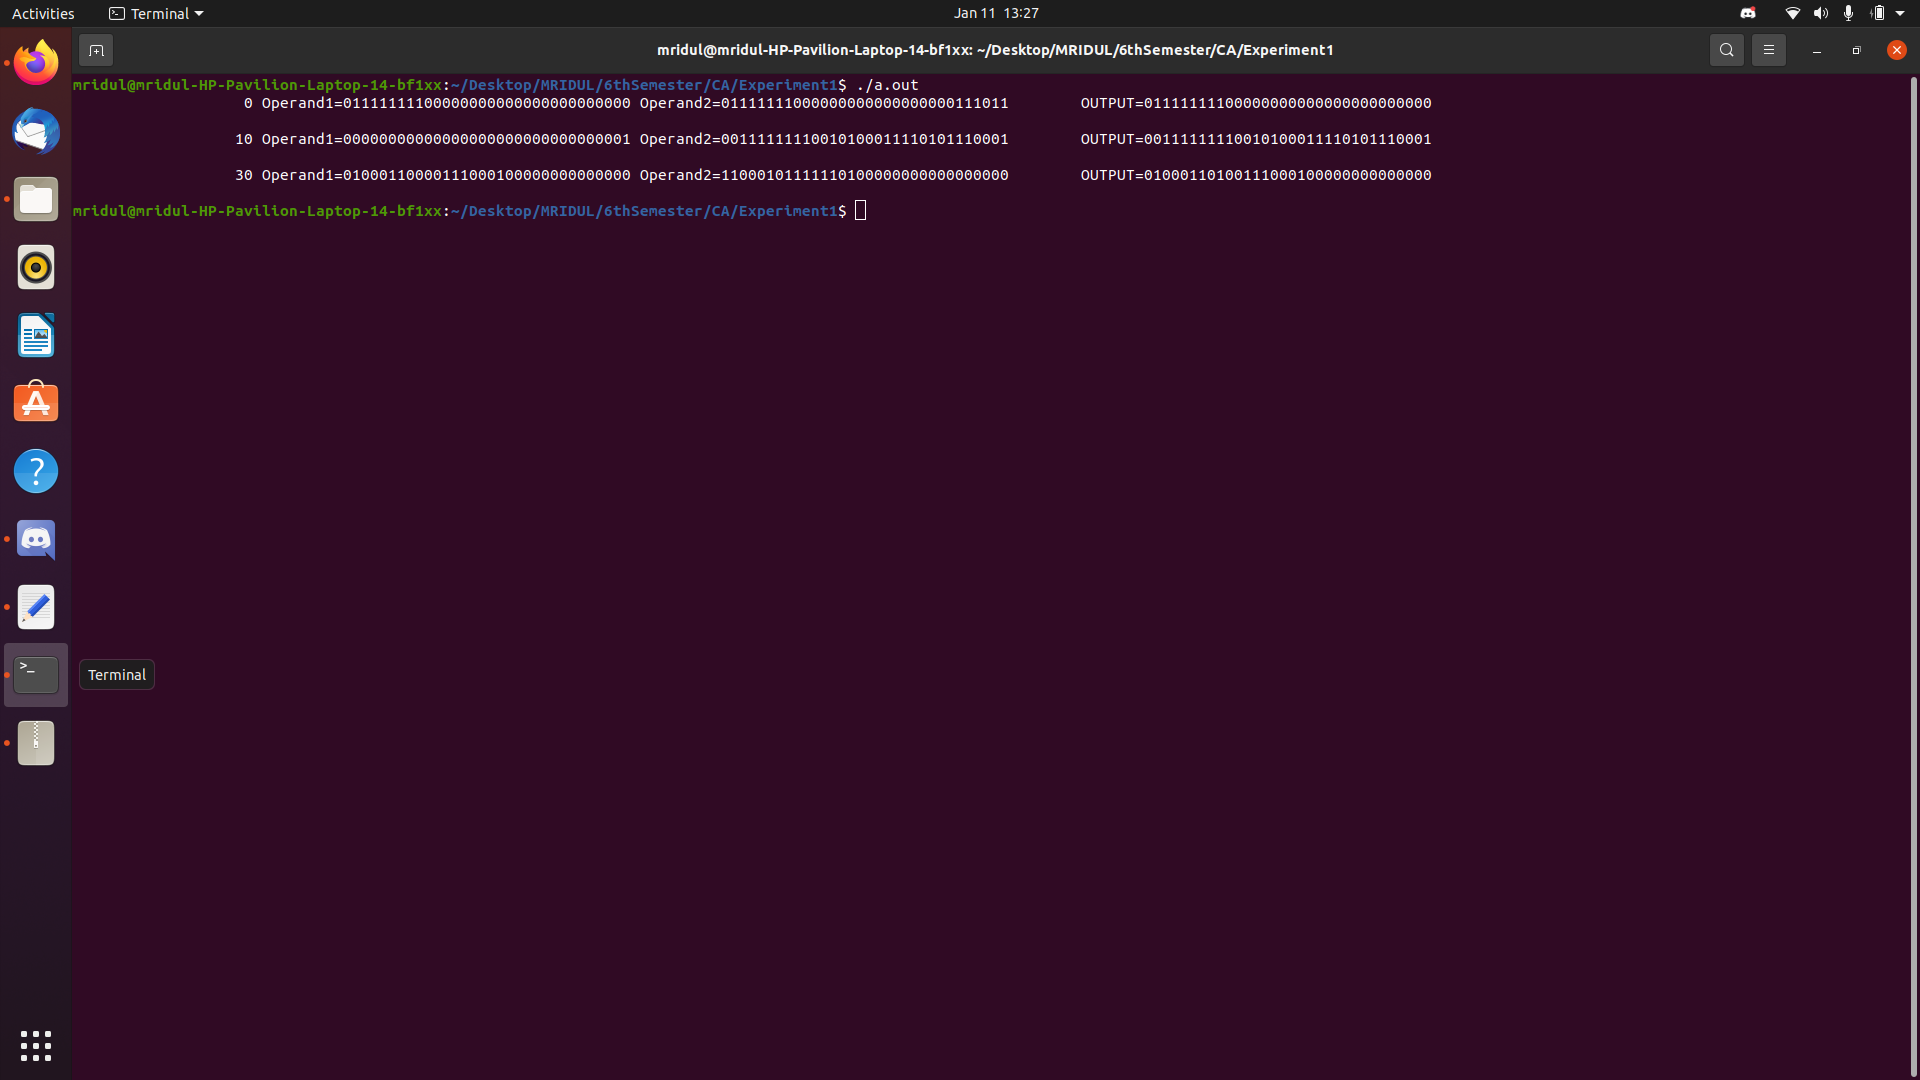 Activities Terminal Jan 11 13:27
mridul@mridul-HP-Pavilion-Laptop-14-bf1xx: ~/Desktop/MRIDUL/6thSemester/CA/Experiment1
mridul@mridul-HP-Pavilion-Laptop-14-bf1xx:~/Desktop/MRIDUL/6thSemester/CA/Experiment1$ ./a.out
0 Operand1=01111111100000000000000000000000 Operand2=01111111000000000000000000111011 OUTPUT=01111111100000000000000000000000
10 Operand1=00000000000000000000000000000001 Operand2=00111111110010100011110101110001 OUTPUT=00111111110010100011110101110001
30 Operand1=01000110000111000100000000000000 Operand2=11000101111110100000000000000000 OUTPUT=01000110100111000100000000000000
mridul@mridul-HP-Pavilion-Laptop-14-bf1xx:~/Desktop/MRIDUL/6thSemester/CA/Experiment1$
Terminal